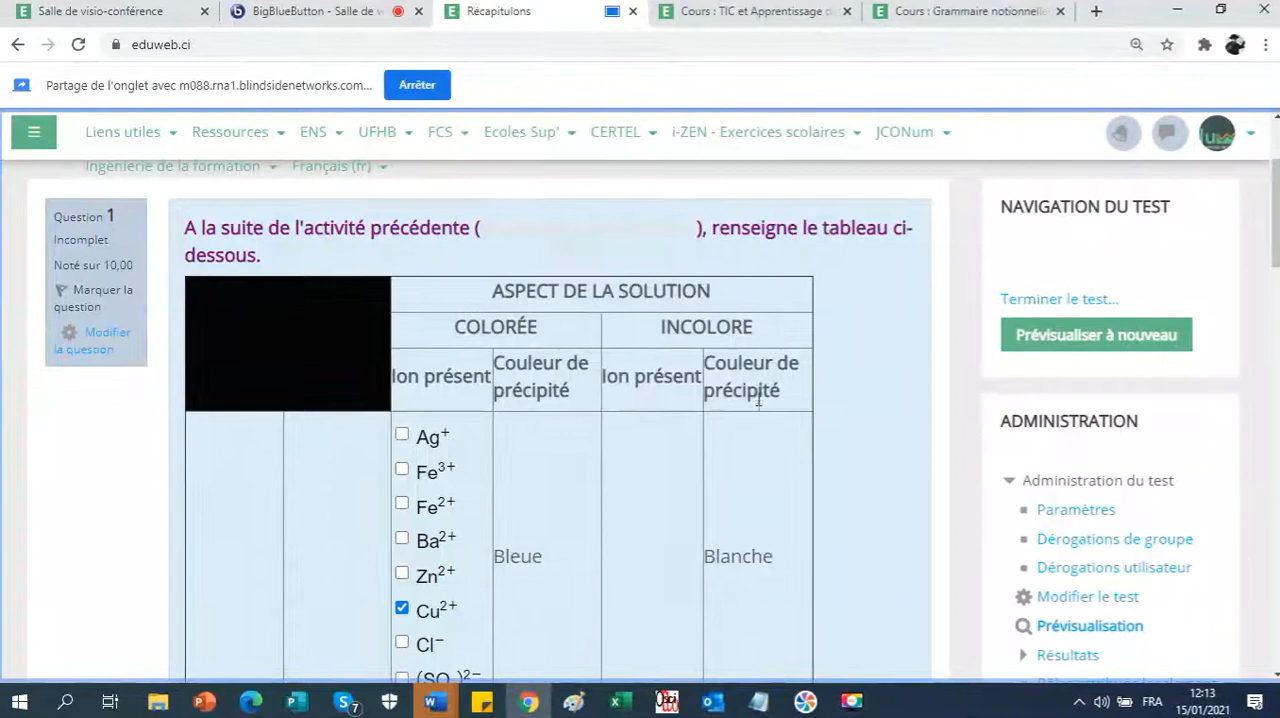 Salle de visio-conférence
BigBlueButton - Salle de v
Récapitulons
Cours : TIC et Apprentissage d
Cours : Grammaire notionnelle
eduweb.ci
Partage de l'onglet avec m088.rna1.blindsidenetworks.com...
Arrêter
Liens utiles
Ressources
ENS
UFHB
FCS
Ecoles Sup'
CERTEL
i-ZEN - Exercices scolaires
JCONum
Ingénierie de la formation
Français (fr)
Question 1
Incomplet
Noté sur 10,00
Marquer la
question
Modifier
la question
A la suite de l'activité précédente ( ), renseigne le tableau ci-
dessous.
ASPECT DE LA SOLUTION
COLORÉE
INCOLORE
Ion présent
Couleur de
précipité
Ion présent
Couleur de
précipité
Ag⁺
Fe³⁺
Fe²⁺
Ba²⁺
Zn²⁺
Cu²⁺
Cl⁻
(SO₄)²⁻
Bleue
Blanche
NAVIGATION DU TEST
Terminer le test...
Prévisualiser à nouveau
ADMINISTRATION
Administration du test
Paramètres
Dérogations de groupe
Dérogations utilisateur
Modifier le test
Prévisualisation
Résultats
7
FRA
12:13
15/01/2021